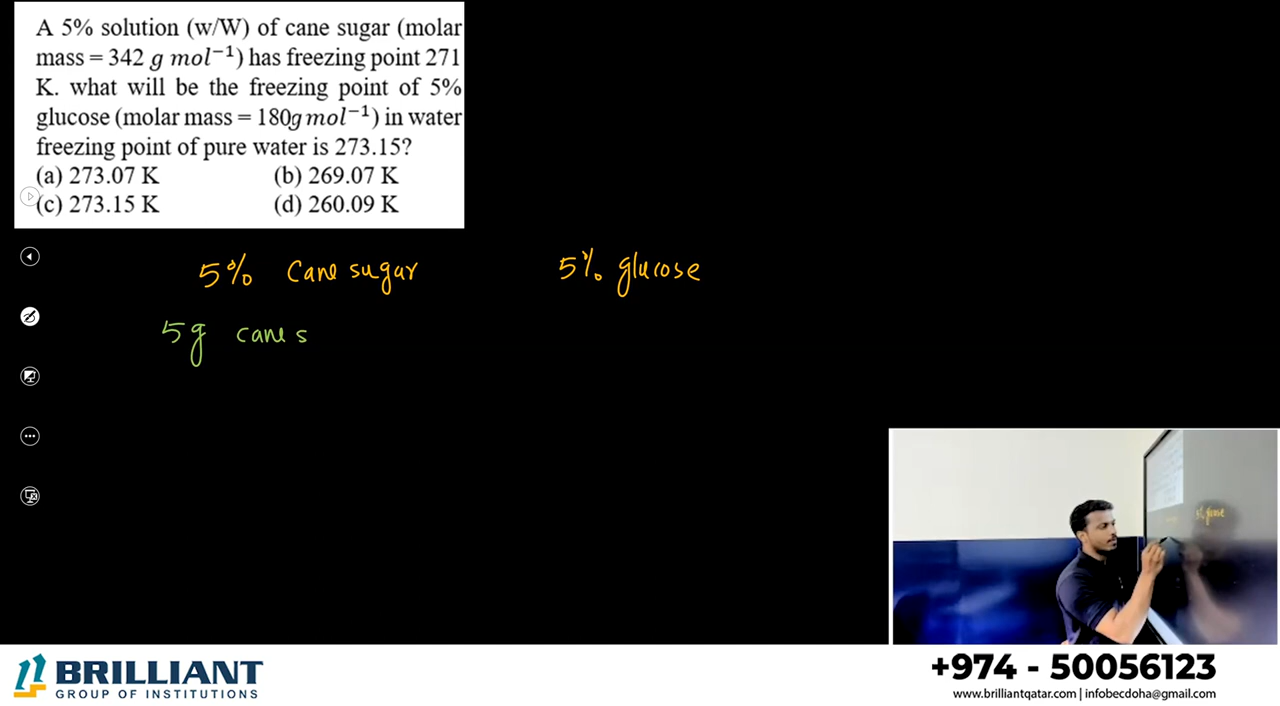 A 5% solution (w/W) of cane sugar (molar
mass = 342 g mol⁻¹) has freezing point 271
K. what will be the freezing point of 5%
glucose (molar mass = 180g mol⁻¹) in water
freezing point of pure water is 273.15?
(a) 273.07 K (b) 269.07 K
(c) 273.15 K (d) 260.09 K
5% Cane sugar 5% glucose
5g cane s
BRILLIANT
GROUP OF INSTITUTIONS
+974 - 50056123
www.brilliantqatar.com | infobecdoha@gmail.com